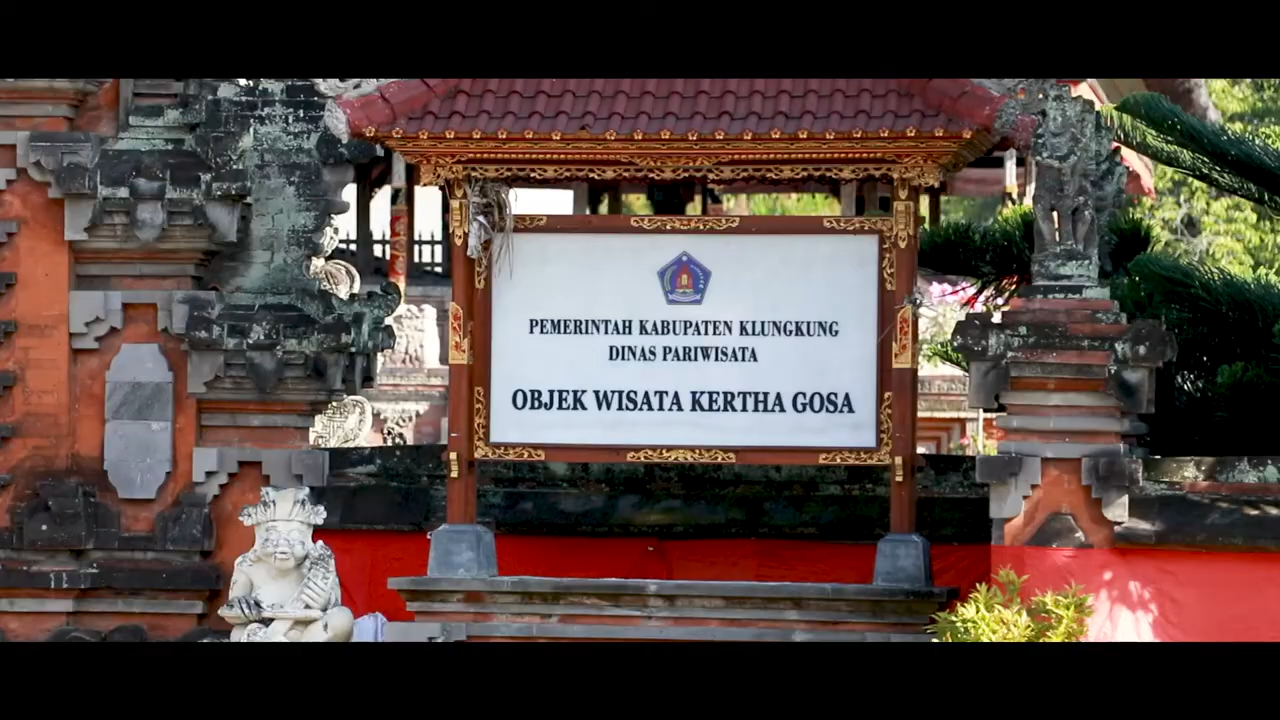 PEMERINTAH KABUPATEN KLUNGKUNG
DINAS PARIWISATA
OBJEK WISATA KERTHA GOSA